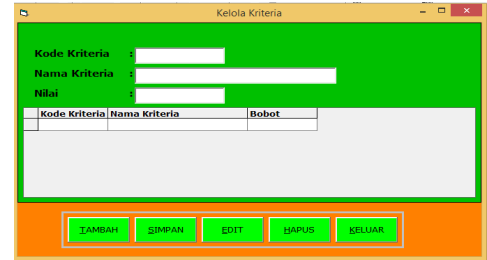 Kelola Kriteria
Kode Kriteria :
Nama Kriteria :
Nilai :
Kode Kriteria Nama Kriteria Bobot
TAMBAH SIMPAN EDIT HAPUS KELUAR